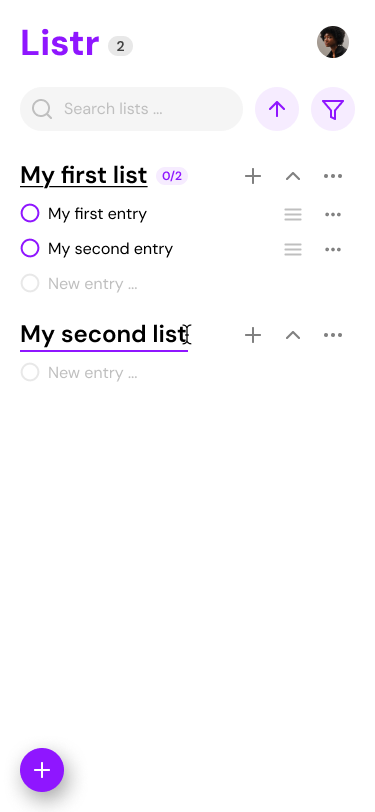 Listr 2
Search lists ...
My first list 0/2
My first entry
My second entry
New entry ...
My second list
New entry ...